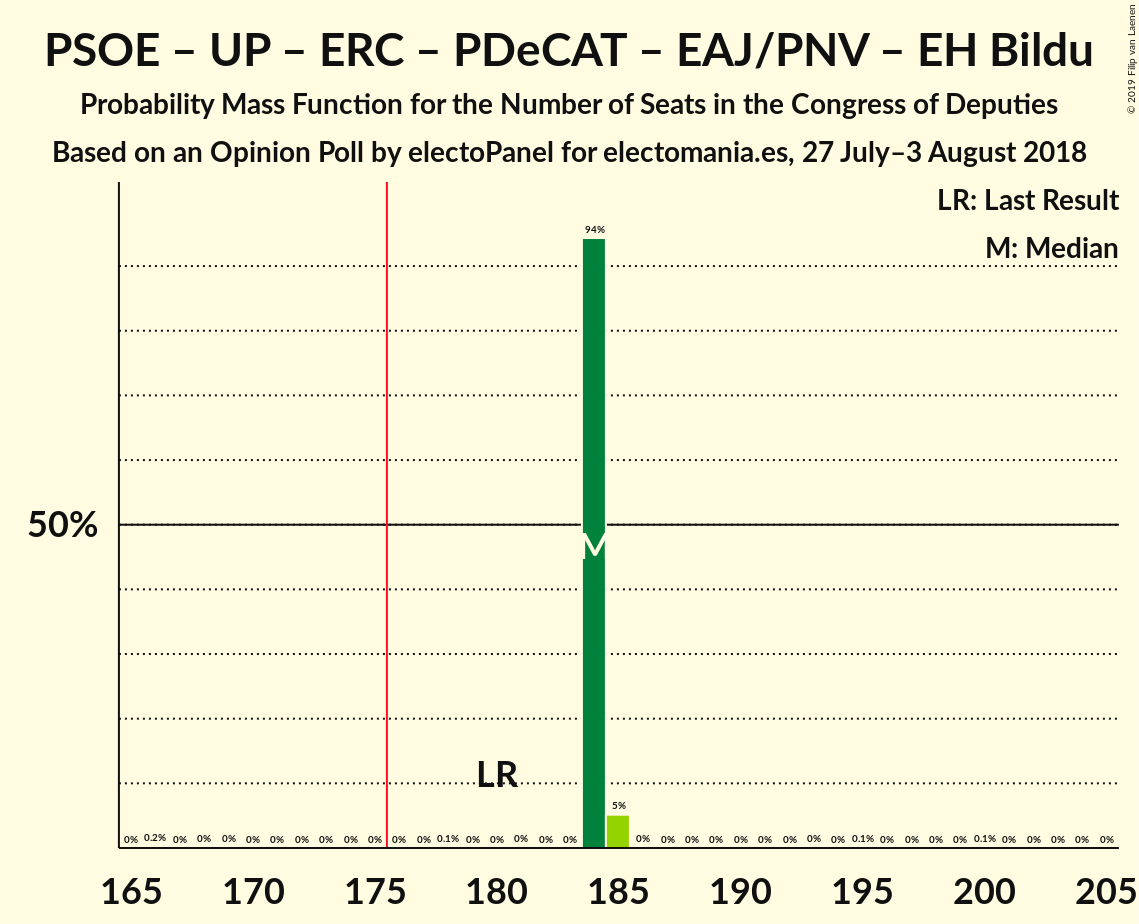 PSOE – UP – ERC – PDeCAT – EAJ/PNV – EH Bildu
Probability Mass Function for the Number of Seats in the Congress of Deputies
Based on an Opinion Poll by electoPanel for electomania.es, 27 July–3 August 2018
© 2019 Filip van Laenen
LR: Last Result
M: Median
94%
50%
M
LR
5%
0% 0.2% 0% 0% 0% 0% 0% 0% 0% 0% 0% 0% 0% 0.1% 0% 0% 0% 0% 0% 0% 0% 0% 0% 0% 0% 0% 0% 0% 0.1% 0% 0% 0% 0% 0.1% 0% 0% 0% 0% 0%
165 170 175 180 185 190 195 200 205